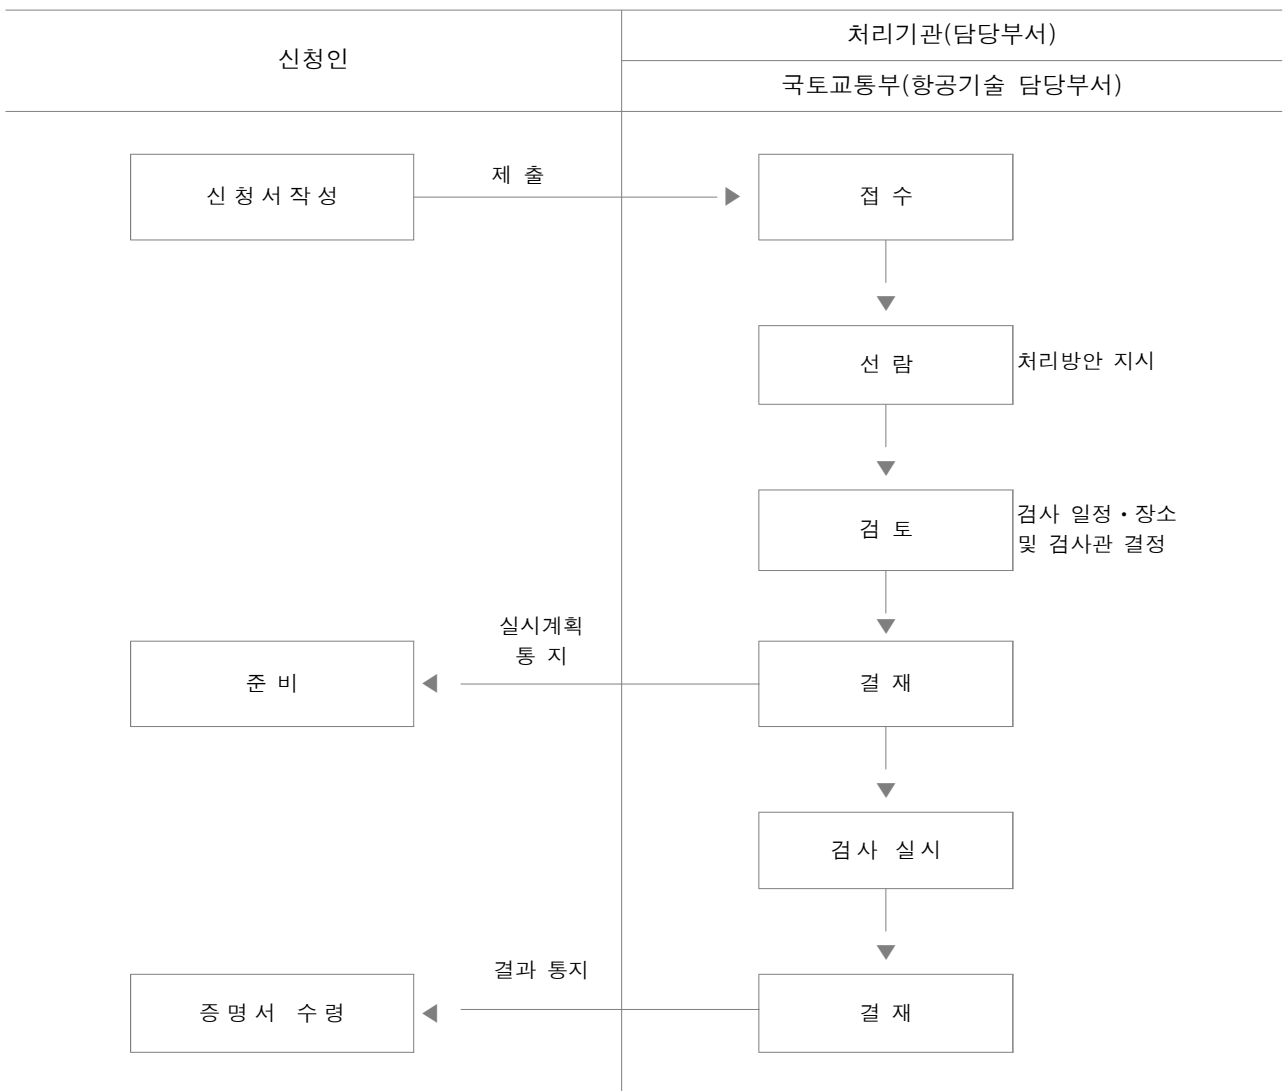 신청인
처리기관(담당부서)
국토교통부(항공기술 담당부서)
신 청 서 작 성
제 출
접 수
선 람
처리방안 지시
검 토
검사 일정・장소
및 검사관 결정
실시계획
통 지
준 비
결 재
검 사 실 시
결과 통지
증 명 서 수 령
결 재